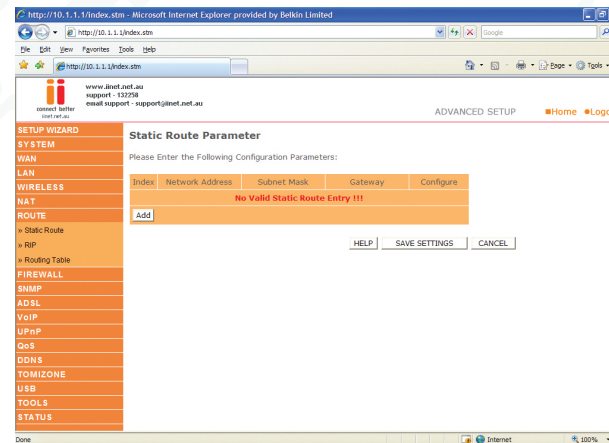 http://10.1.1.1/index.stm - Microsoft Internet Explorer provided by Belkin Limited
http://10.1.1.1/index.stm
Google
File Edit View Favorites Tools Help
http://10.1.1.1/index.stm
Page Tools
www.iinet.net.au
support - 132258
email support - support@iinet.net.au
connect better
iinet.net.au
ADVANCED SETUP
Home
Logo
SETUP WIZARD
SYSTEM
WAN
LAN
WIRELESS
NAT
ROUTE
» Static Route
» RIP
» Routing Table
FIREWALL
SNMP
ADSL
VoIP
UPnP
QoS
DDNS
TOMIZONE
USB
TOOLS
STATUS
Static Route Parameter
Please Enter the Following Configuration Parameters:
Index Network Address Subnet Mask Gateway Configure
No Valid Static Route Entry !!!
Add
HELP SAVE SETTINGS CANCEL
Done
Internet
100%